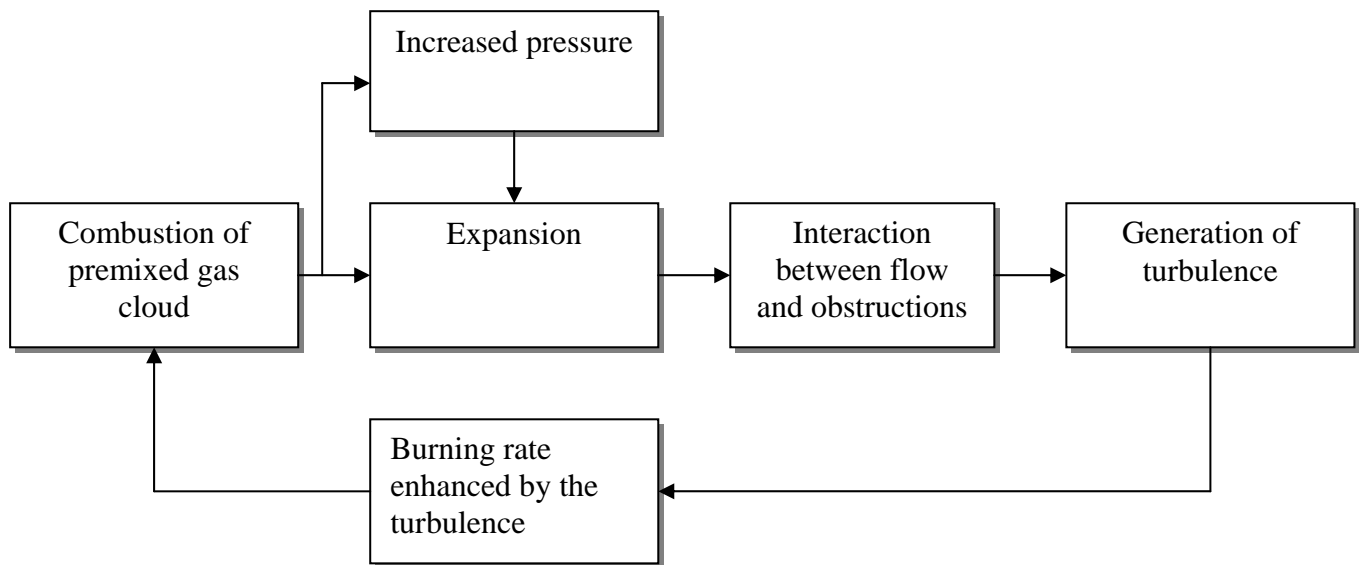 Increased pressure
Combustion of
premixed gas
cloud
Expansion
Interaction
between flow
and obstructions
Generation of
turbulence
Burning rate
enhanced by the
turbulence